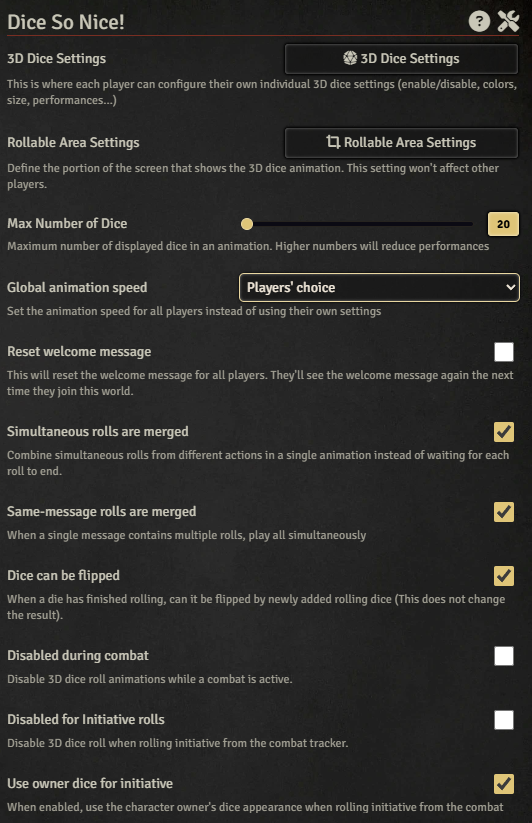 Dice So Nice!
3D Dice Settings
3D Dice Settings
This is where each player can configure their own individual 3D dice settings (enable/disable, colors,
size, performances...)
Rollable Area Settings
Rollable Area Settings
Define the portion of the screen that shows the 3D dice animation. This setting won't affect other
players.
Max Number of Dice
20
Maximum number of displayed dice in an animation. Higher numbers will reduce performances
Global animation speed
Players' choice
Set the animation speed for all players instead of using their own settings
Reset welcome message
This will reset the welcome message for all players. They'll see the welcome message again the next
time they join this world.
Simultaneous rolls are merged
Combine simultaneous rolls from different actions in a single animation instead of waiting for each
roll to end.
Same-message rolls are merged
When a single message contains multiple rolls, play all simultaneously
Dice can be flipped
When a die has finished rolling, can it be flipped by newly added rolling dice (This does not change
the result).
Disabled during combat
Disable 3D dice roll animations while a combat is active.
Disabled for Initiative rolls
Disable 3D dice roll when rolling initiative from the combat tracker.
Use owner dice for initiative
When enabled, use the character owner's dice appearance when rolling initiative from the combat